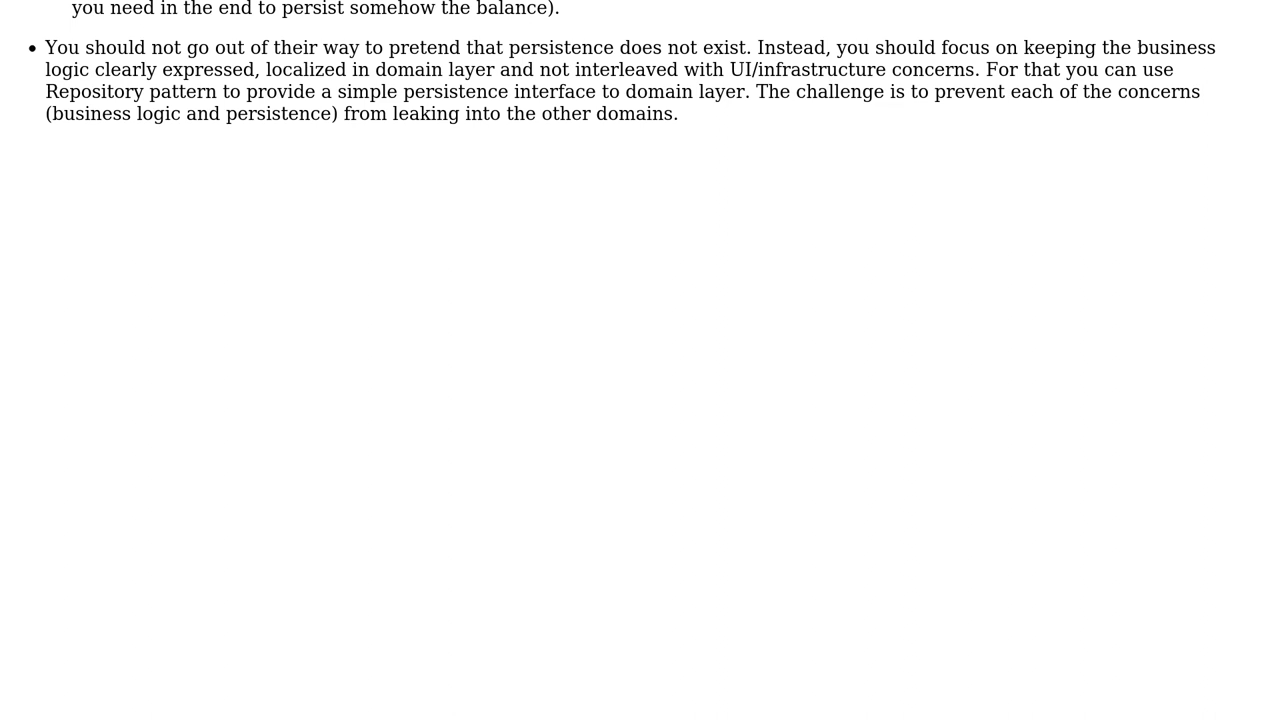 you need in the end to persist somehow the balance).
• You should not go out of their way to pretend that persistence does not exist. Instead, you should focus on keeping the business
logic clearly expressed, localized in domain layer and not interleaved with UI/infrastructure concerns. For that you can use
Repository pattern to provide a simple persistence interface to domain layer. The challenge is to prevent each of the concerns
(business logic and persistence) from leaking into the other domains.